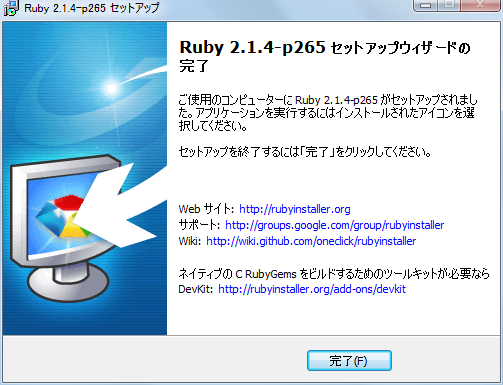 Ruby 2.1.4-p265 セットアップ
Ruby 2.1.4-p265 セットアップウィザードの
完了
ご使用のコンピューターに Ruby 2.1.4-p265 がセットアップされまし
た。アプリケーションを実行するにはインストールされたアイコンを選
択してください。
セットアップを終了するには「完了」をクリックしてください。
Web サイト: http://rubyinstaller.org
サポート: http://groups.google.com/group/rubyinstaller
Wiki: http://wiki.github.com/oneclick/rubyinstaller
ネイティブの C RubyGems をビルドするためのツールキットが必要なら
DevKit: http://rubyinstaller.org/add-ons/devkit
完了(F)